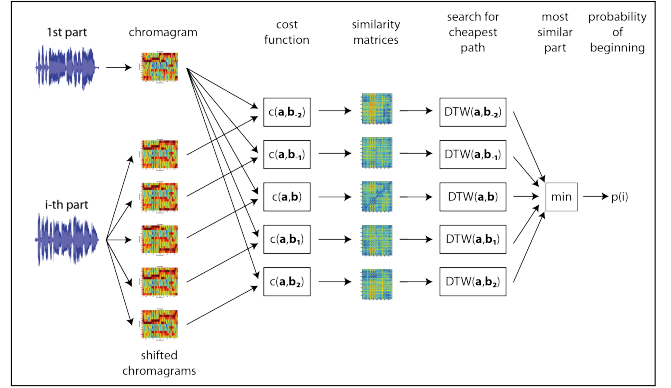 1st part
chromagram
cost
function
similarity
matrices
search for
cheapest
path
most
similar
part
probability
of
beginning
c(a,b-2)
DTW(a,b-2)
c(a,b-1)
DTW(a,b-1)
i-th part
c(a,b)
DTW(a,b)
min
p(i)
c(a,b1)
DTW(a,b1)
c(a,b2)
DTW(a,b2)
shifted
chromagrams